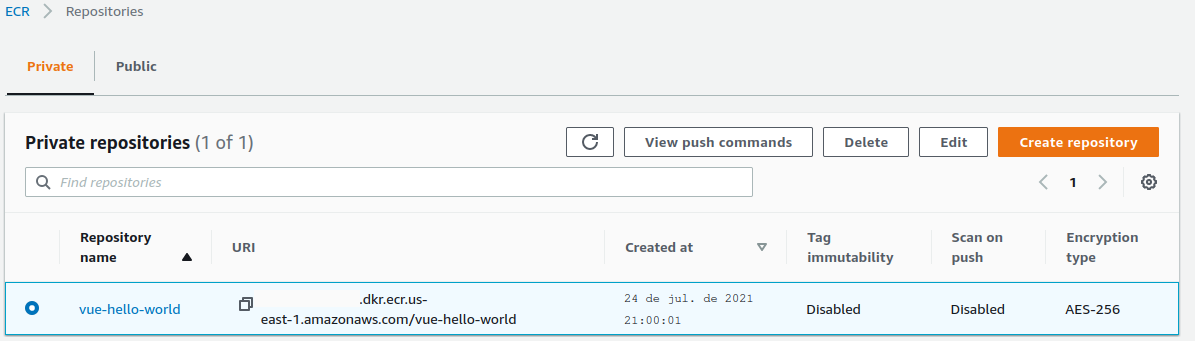 ECR > Repositories
Private
Public
Private repositories (1 of 1)
View push commands
Delete
Edit
Create repository
Find repositories
1
Repository name
URI
Created at
Tag immutability
Scan on push
Encryption type
vue-hello-world
.dkr.ecr.us-
east-1.amazonaws.com/vue-hello-world
24 de jul. de 2021
21:00:01
Disabled
Disabled
AES-256